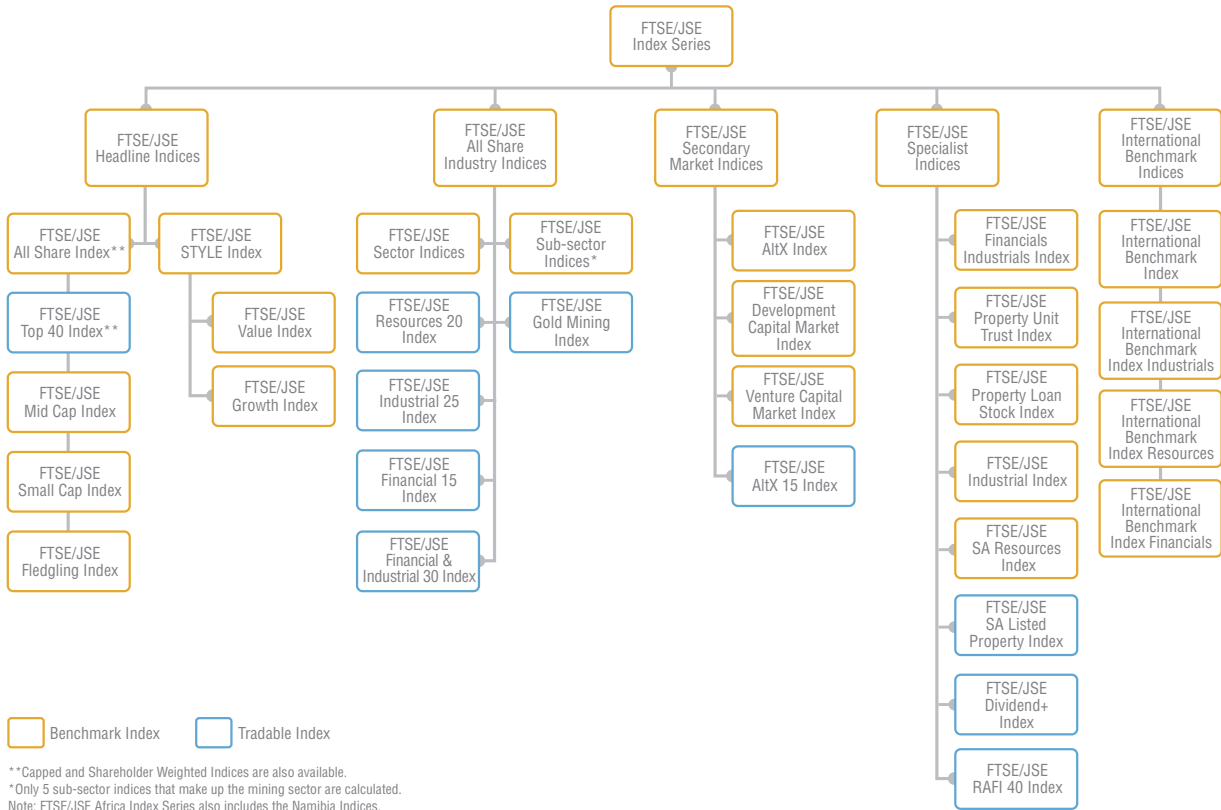 FTSE/JSE
Index Series
FTSE/JSE
Headline Indices
FTSE/JSE
All Share
Industry Indices
FTSE/JSE
Secondary
Market Indices
FTSE/JSE
Specialist
Indices
FTSE/JSE
International
Benchmark
Indices
FTSE/JSE
All Share Index**
FTSE/JSE
STYLE Index
FTSE/JSE
Top 40 Index**
FTSE/JSE
Value Index
FTSE/JSE
Mid Cap Index
FTSE/JSE
Growth Index
FTSE/JSE
Small Cap Index
FTSE/JSE
Fledgling Index
FTSE/JSE
Sector Indices
FTSE/JSE
Sub-sector
Indices*
FTSE/JSE
Resources 20
Index
FTSE/JSE
Gold Mining
Index
FTSE/JSE
Industrial 25
Index
FTSE/JSE
Financial 15
Index
FTSE/JSE
Financial &
Industrial 30 Index
FTSE/JSE
AltX Index
FTSE/JSE
Development
Capital Market
Index
FTSE/JSE
Venture Capital
Market Index
FTSE/JSE
AltX 15 Index
FTSE/JSE
Financials
Industrials Index
FTSE/JSE
Property Unit
Trust Index
FTSE/JSE
Property Loan
Stock Index
FTSE/JSE
Industrial Index
FTSE/JSE
SA Resources
Index
FTSE/JSE
SA Listed
Property Index
FTSE/JSE
Dividend+
Index
FTSE/JSE
RAFI 40 Index
FTSE/JSE
International
Benchmark
Index
FTSE/JSE
International
Benchmark
Index Industrials
FTSE/JSE
International
Benchmark
Index Resources
FTSE/JSE
International
Benchmark
Index Financials
Benchmark Index
Tradable Index
**Capped and Shareholder Weighted Indices are also available.
*Only 5 sub-sector indices that make up the mining sector are calculated.
Note: FTSE/JSE Africa Index Series also includes the Namibia Indices.